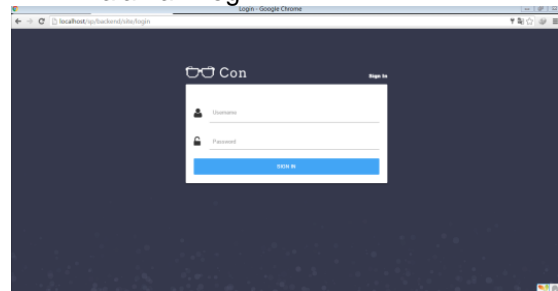 Login - Google Chrome
localhost/sp/backend/site/login
Con
Sign In
Username
Password
SIGN IN